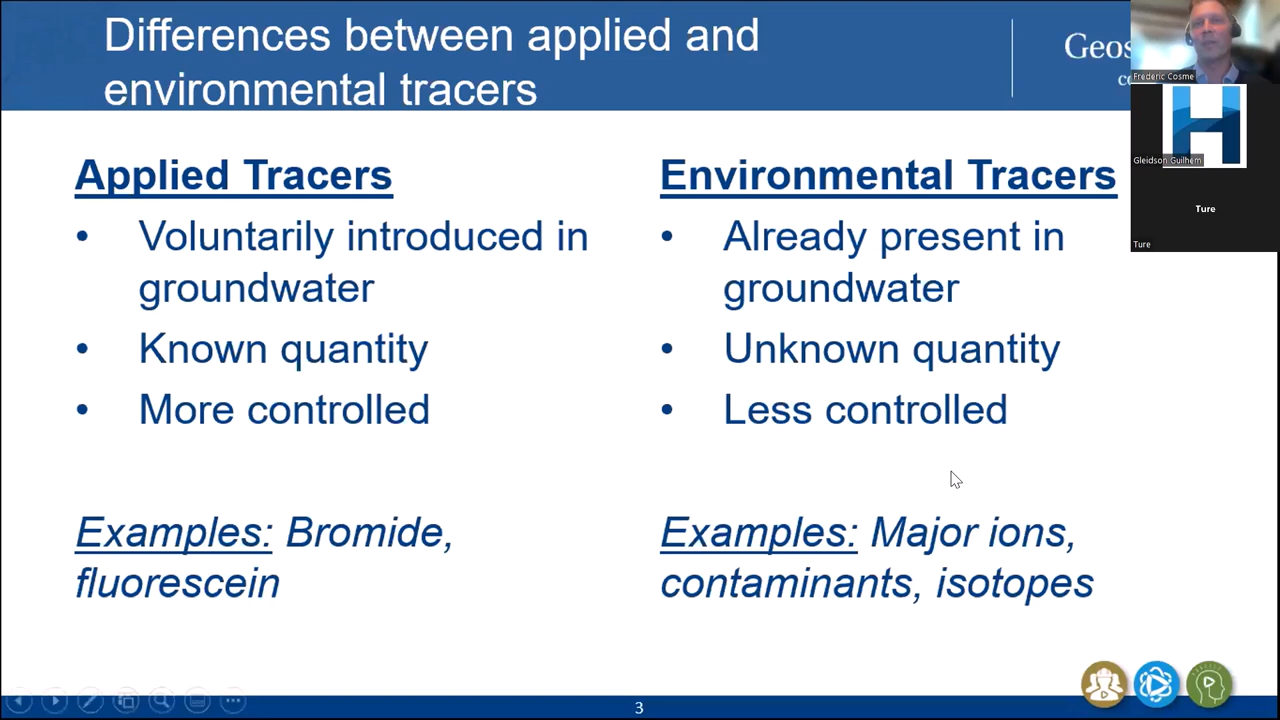 Differences between applied and
environmental tracers
Geos
Frederic Cosme
H
Gleidson Guilhem
Ture
Ture
Applied Tracers
• Voluntarily introduced in
groundwater
• Known quantity
• More controlled
Examples: Bromide,
fluorescein
Environmental Tracers
• Already present in
groundwater
• Unknown quantity
• Less controlled
Examples: Major ions,
contaminants, isotopes
3